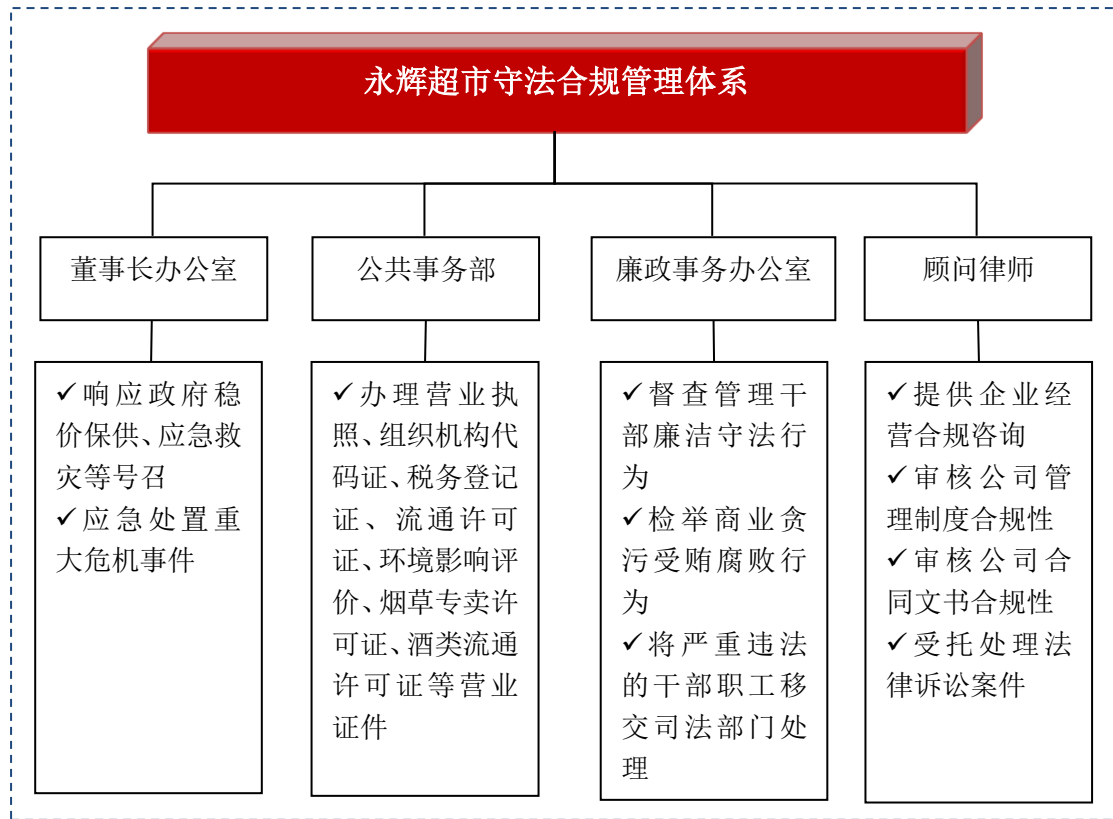 永辉超市守法合规管理体系
董事长办公室
公共事务部
廉政事务办公室
顾问律师
✓响应政府稳
价保供、应急救
灾等号召
✓应急处置重
大危机事件
✓办理营业执
照、组织机构代
码证、税务登记
证、流通许可
证、环境影响评
价、烟草专卖许
可证、酒类流通
许可证等营业
证件
✓督查管理干
部廉洁守法行
为
✓检举商业贪
污受贿腐败行
为
✓将严重违法
的干部职工移
交司法部门处
理
✓提供企业经
营合规咨询
✓审核公司管
理制度合规性
✓审核公司合
同文书合规性
✓受托处理法
律诉讼案件